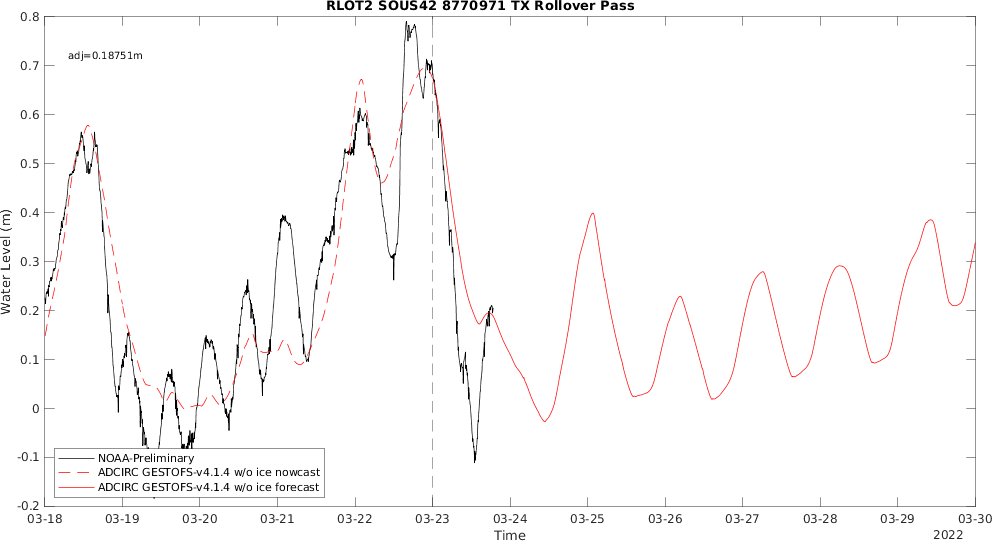 RLOT2 SOUS42 8770971 TX Rollover Pass
0.8
adj=0.18751m
0.7
0.6
0.5
0.4
0.3
0.2
0.1
0
-0.1
-0.2
Water Level (m)
NOAA-Preliminary
ADCIRC GESTOFS-v4.1.4 w/o ice nowcast
ADCIRC GESTOFS-v4.1.4 w/o ice forecast
03-18 03-19 03-20 03-21 03-22 03-23 03-24 03-25 03-26 03-27 03-28 03-29 03-30
Time
2022